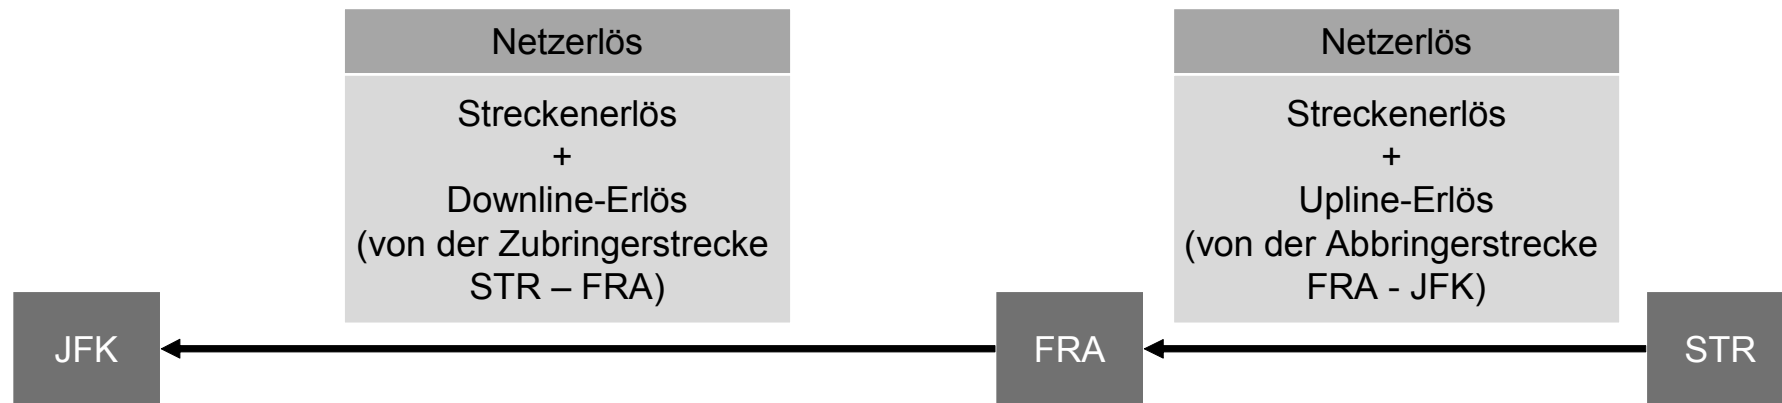 Netzerlös
Streckenerlös
+
Downline-Erlös
(von der Zubringerstrecke
STR – FRA)
Netzerlös
Streckenerlös
+
Upline-Erlös
(von der Abbringerstrecke
FRA - JFK)
JFK
FRA
STR